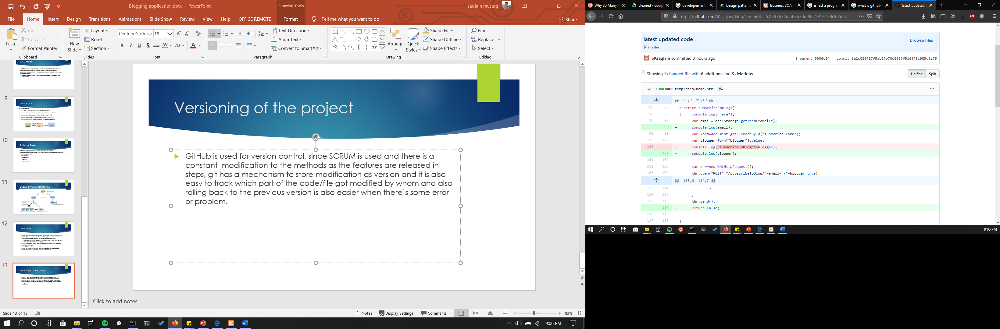 Blogging application.pptx - PowerPoint
Drawing Tools
saqlain mustaq
File Home Insert Design Transitions Animations Slide Show Review View Help OFFICE REMOTE Format Tell me what you want to do Share
Paste
Cut
Copy
Format Painter
Clipboard
New Slide
Layout
Reset
Section
Slides
Century Goth 18
Font
Paragraph
Text Direction
Align Text
Convert to SmartArt
Arrange
Quick Styles
Shape Fill
Shape Outline
Shape Effects
Drawing
Find
Replace
Select
Editing
SDLC Model
9
Architecture
10
Software Design
11
Overall System Architecture
12
Tools used
13
Versioning of the project
Versioning of the project
GitHub is used for version control, since SCRUM is used and there is a
constant modification to the methods as the features are released in
steps, git has a mechanism to store modification as version and it is also
easy to track which part of the code/file got modified by whom and also
rolling back to the previous version is also easier when there's some error
or problem.
Click to add notes
Slide 13 of 13
Notes Display Settings Comments 83%
9:06 PM
Why So Many P
cleaned - Goog
developement
Design patterns
Business SOA: I
is rest a progran
what is github -
latest updated c
https://github.com/SKsaqlain/blog/commit/5a2c039767f5ab67b70d0937f916278c985d8
latest updated code
Browse files
master
SKsaqlain committed 3 hours ago
1 parent 0006c64 commit 5a2c039767f5ab67b70d0937f916278c985d8a75
Showing 1 changed file with 6 additions and 3 deletions.
Unified Split
9 templates/home.html
@@ -95,9 +95,10 @@
95 95 function subscribeToBlog()
96 96 { console.log("here");
97 97 var email=localStorage.getItem("email");
98 + console.log(email);
98 99 var form=document.getElementById("subscribe-form");
99 100 var blogger=form["blogger"].value;
100 - console.log("subscribeToBlog:"+blogger);
101 + console.log(blogger);
101 102
102 103 var xhr=new XMLHttpRequest();
103 104 xhr.open("POST","/subscribeToBlog/"+email+"/"+blogger,true);
@@ -113,6 +114,7 @@
113 114 }
114 115 }
115 116 xhr.send();
117 + return false;
116 118
117 119 }
9:06 PM